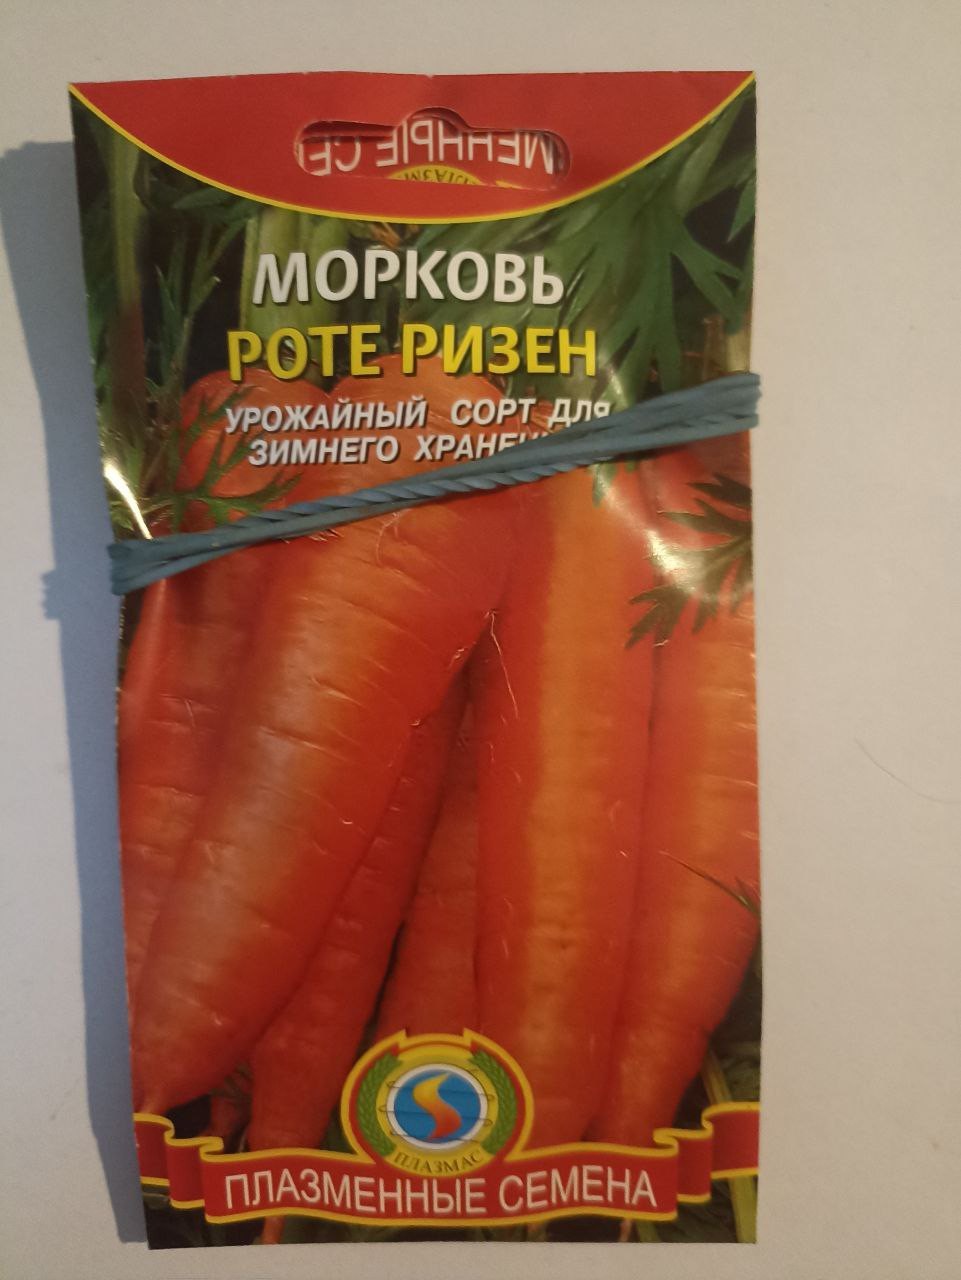 МОРКОВЬ
РОТЕ РИЗЕН
УРОЖАЙНЫЙ СОРТ ДЛЯ
ЗИМНЕГО
ПЛАЗМАС
ПЛАЗМЕННЫЕ СЕМЕНА